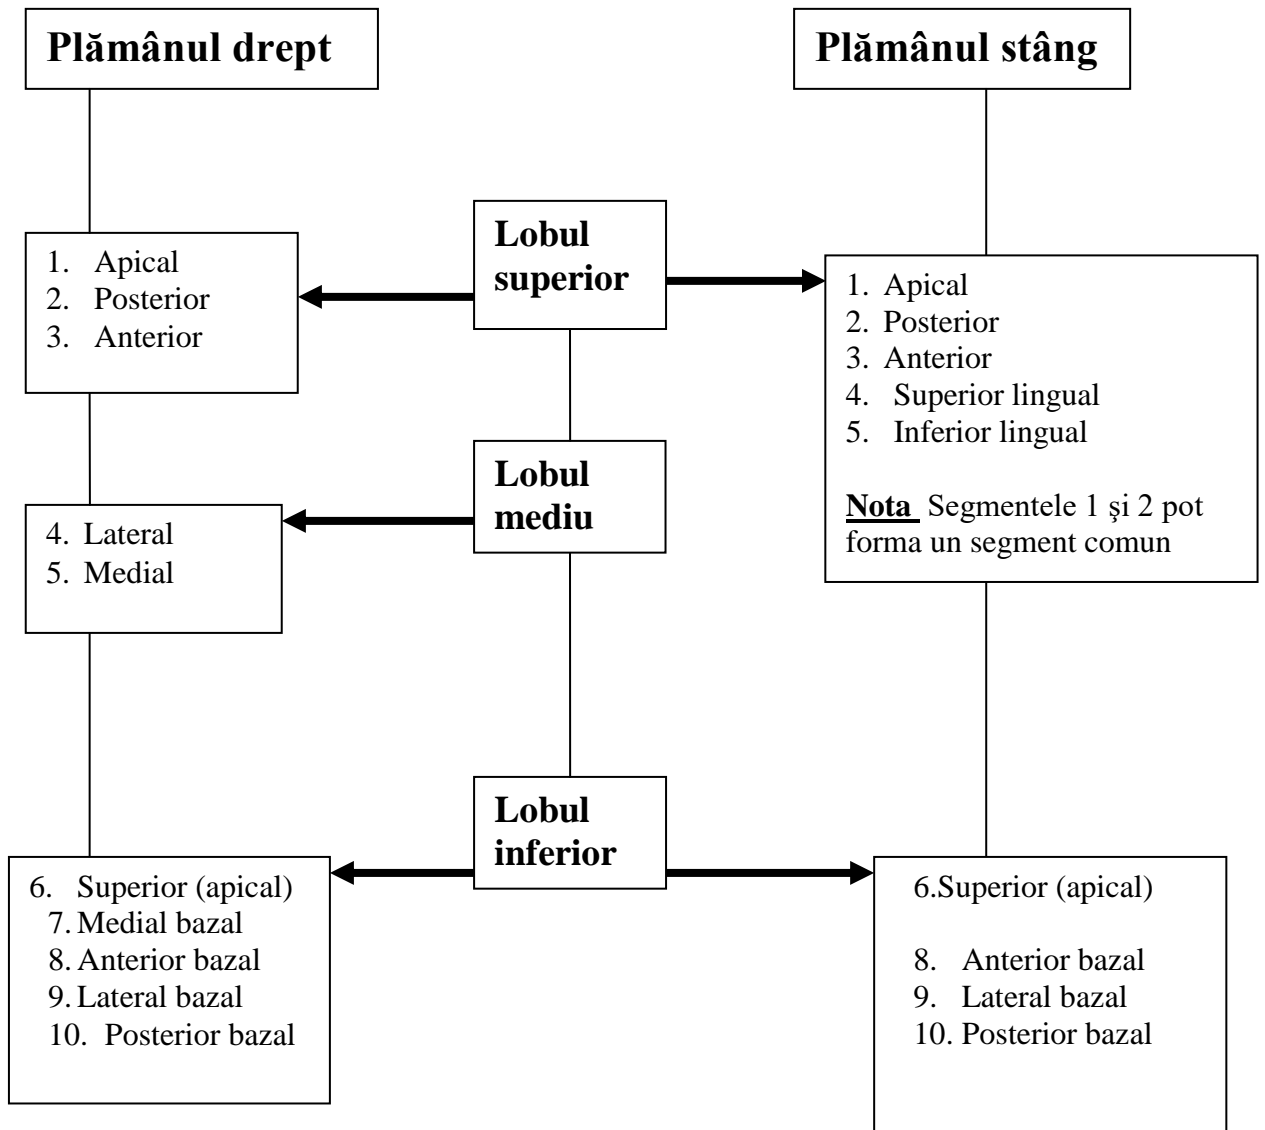 Plămânul drept
Plămânul stâng
Lobul
superior
1. Apical
2. Posterior
3. Anterior
1. Apical
2. Posterior
3. Anterior
4. Superior lingual
5. Inferior lingual
Nota Segmentele 1 şi 2 pot
forma un segment comun
Lobul
mediu
4. Lateral
5. Medial
Lobul
inferior
6. Superior (apical)
7. Medial bazal
8. Anterior bazal
9. Lateral bazal
10. Posterior bazal
6.Superior (apical)
8. Anterior bazal
9. Lateral bazal
10. Posterior bazal